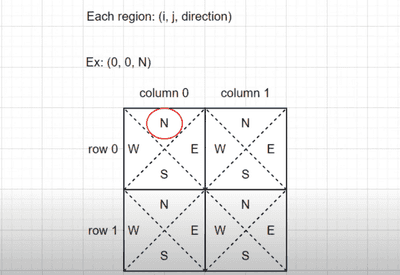 Each region: (i, j, direction)
Ex: (0, 0, N)
column 0 column 1
N N
row 0 W E W E
S S
N N
row 1 W E W E
S S